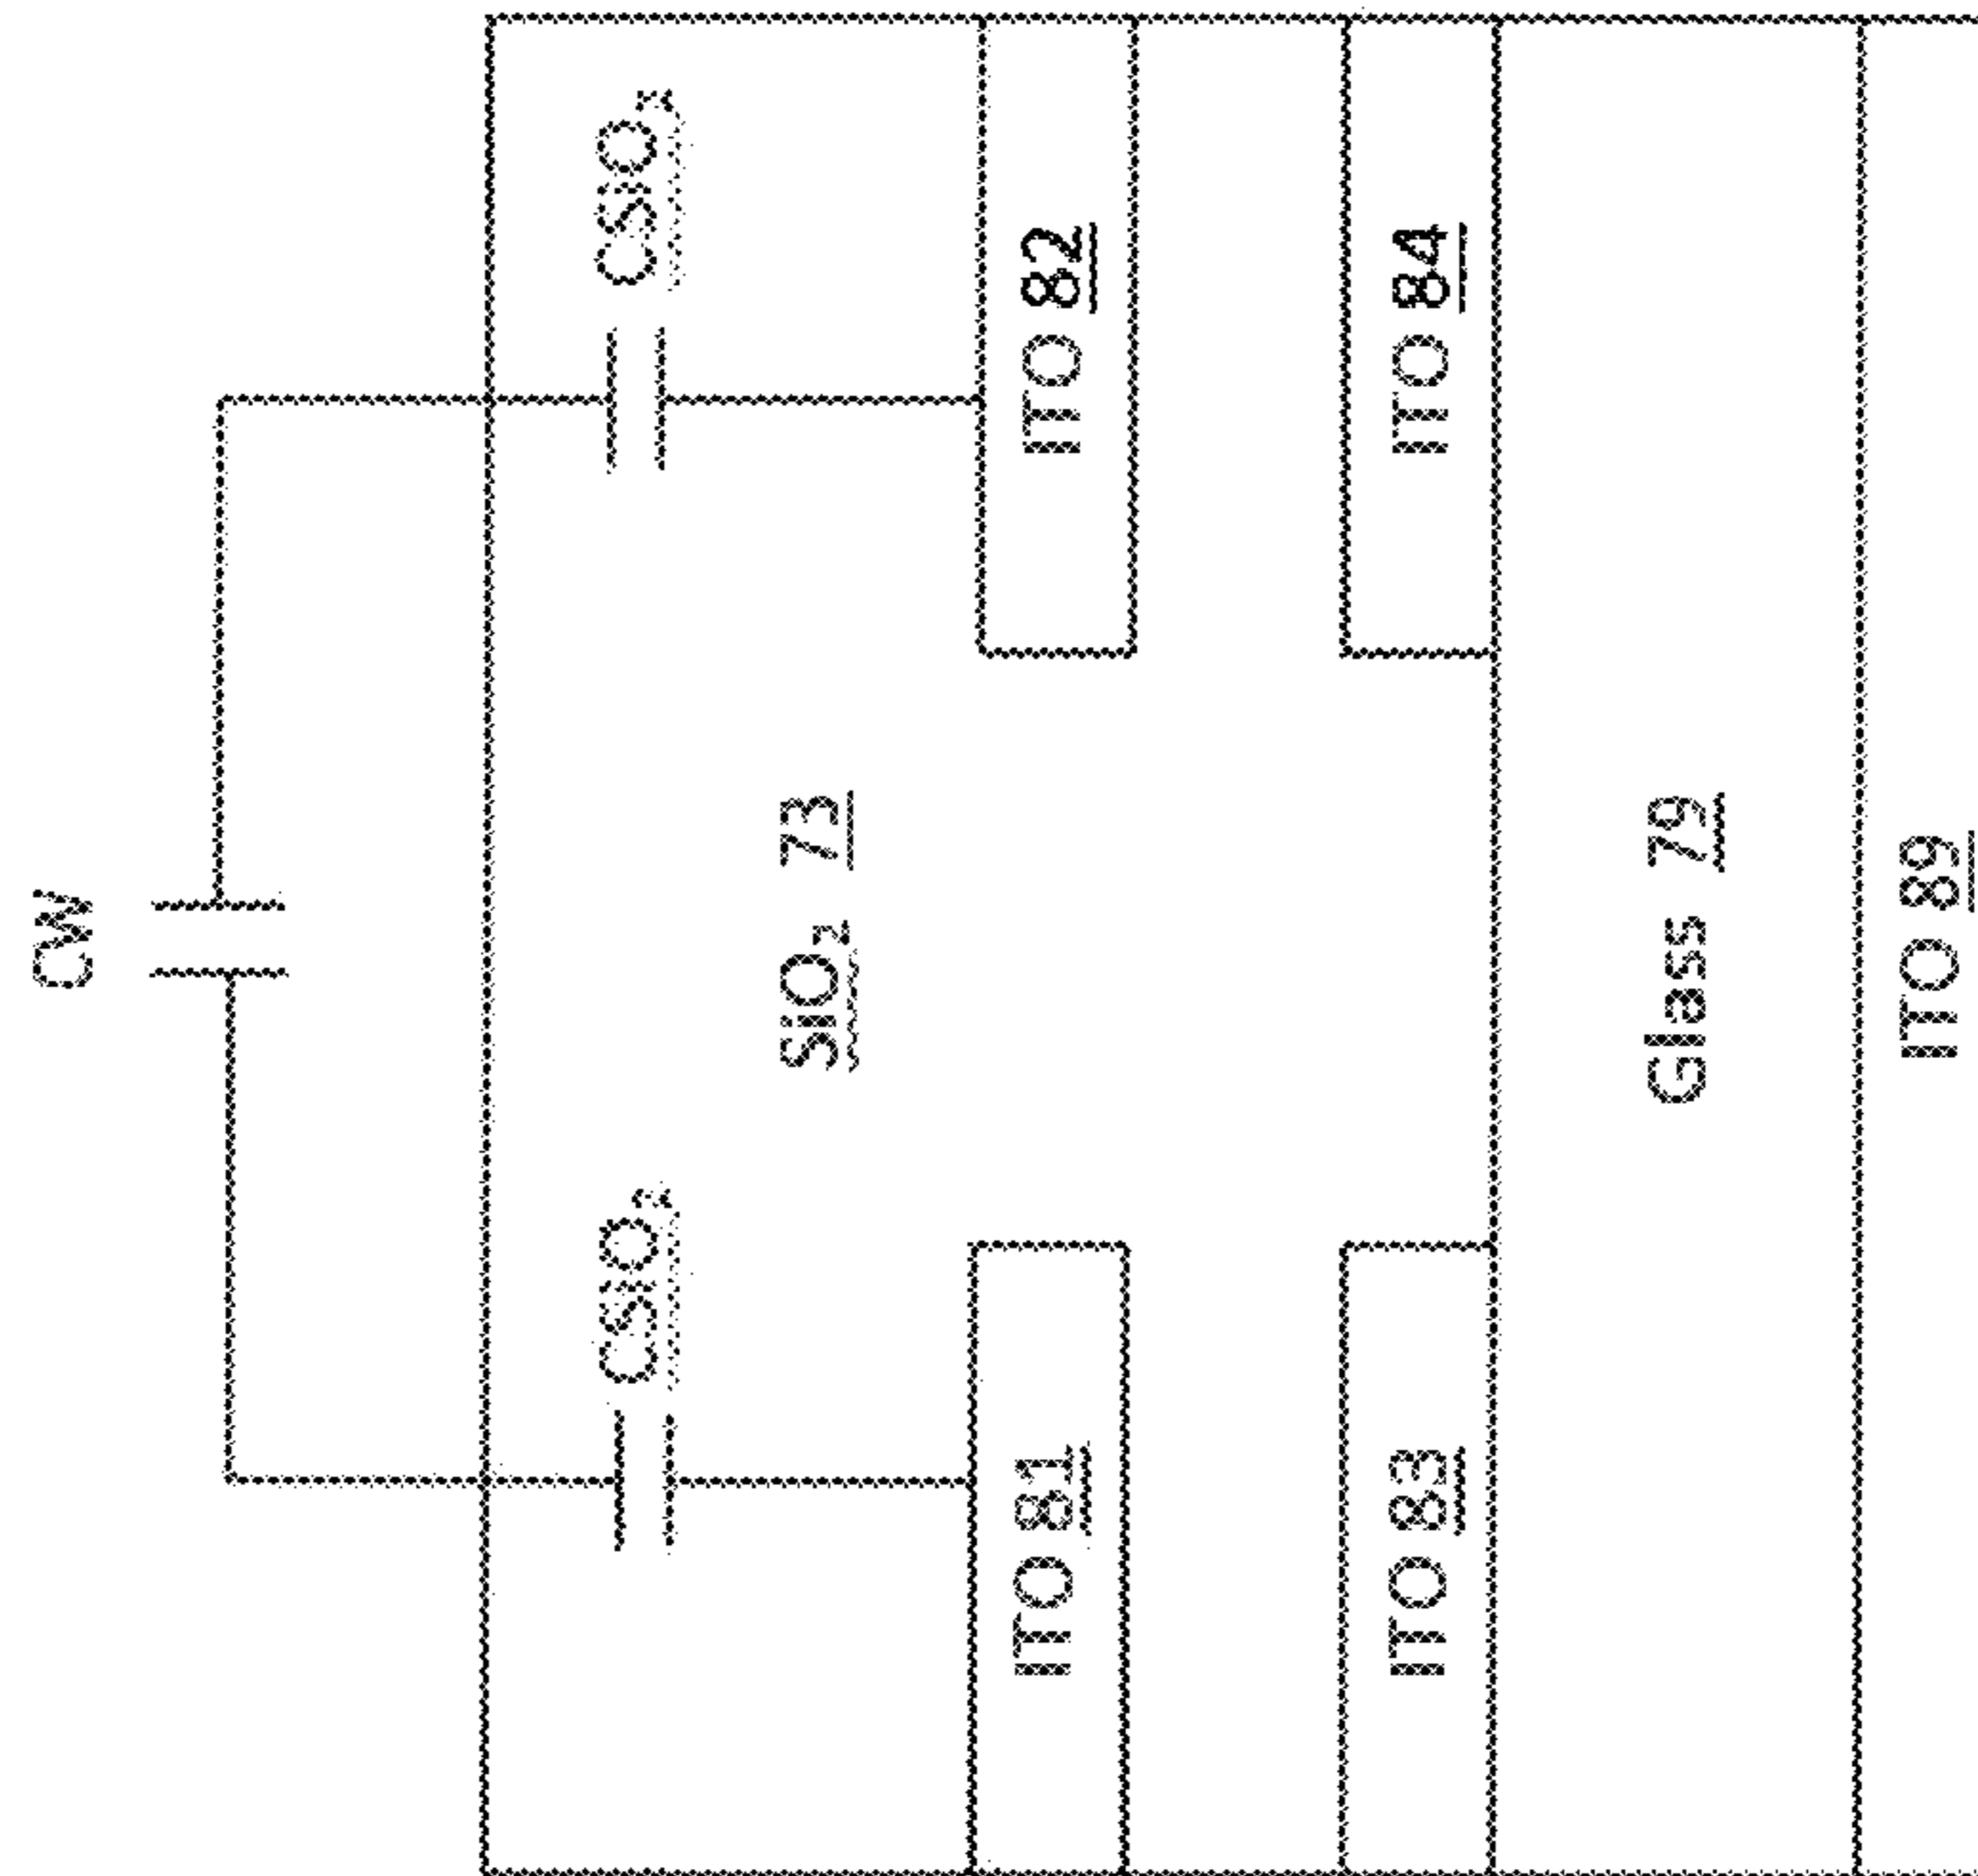 CW
CSIO₂
CSIO₂
SiO₂ 73
ITO 81
ITO 82
ITO 83
ITO 84
Glass 79
ITO 89